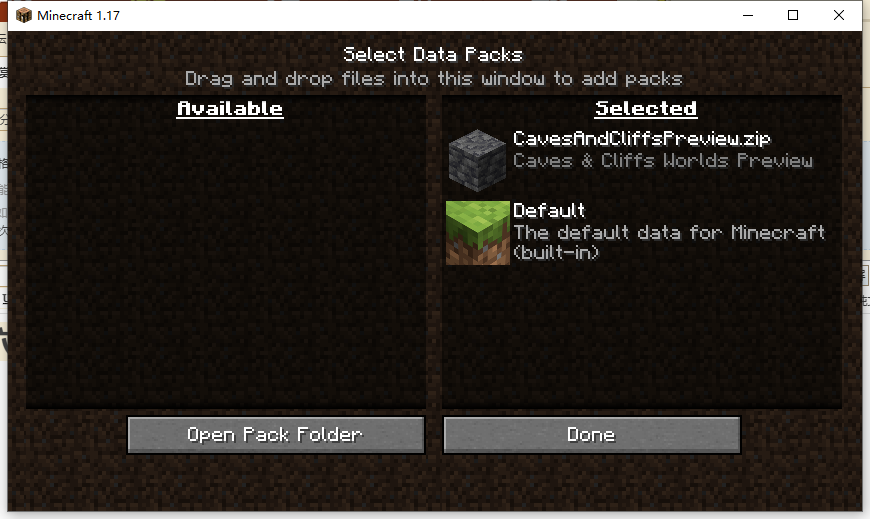 Minecraft 1.17
Select Data Packs
Drag and drop files into this window to add packs
Available
Selected
CavesAndCliffsPreview.zip
Caves & Cliffs Worlds Preview
Default
The default data for Minecraft
(built-in)
Open Pack Folder
Done